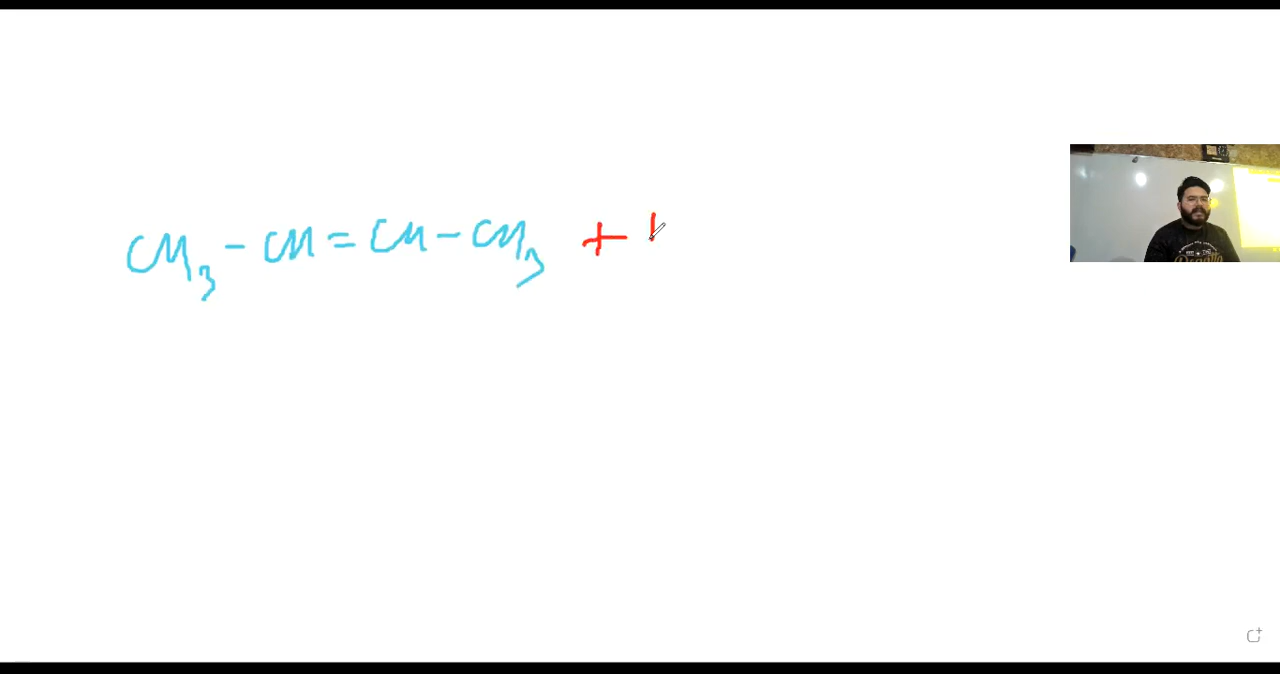 CH3 - CH = CH - CH3 +